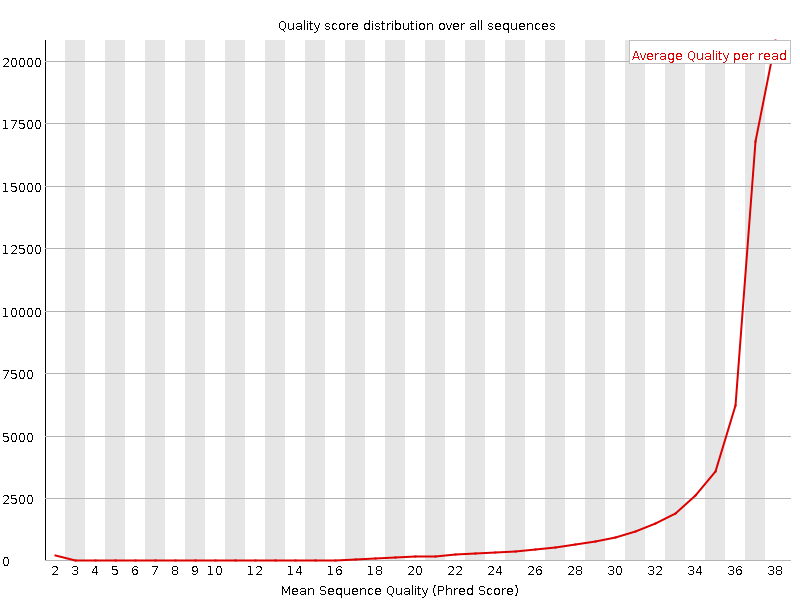 Quality score distribution over all sequences
Average Quality per read
20000
17500
15000
12500
10000
7500
5000
2500
0
2 3 4 5 6 7 8 9 10 12 14 16 18 20 22 24 26 28 30 32 34 36 38
Mean Sequence Quality (Phred Score)